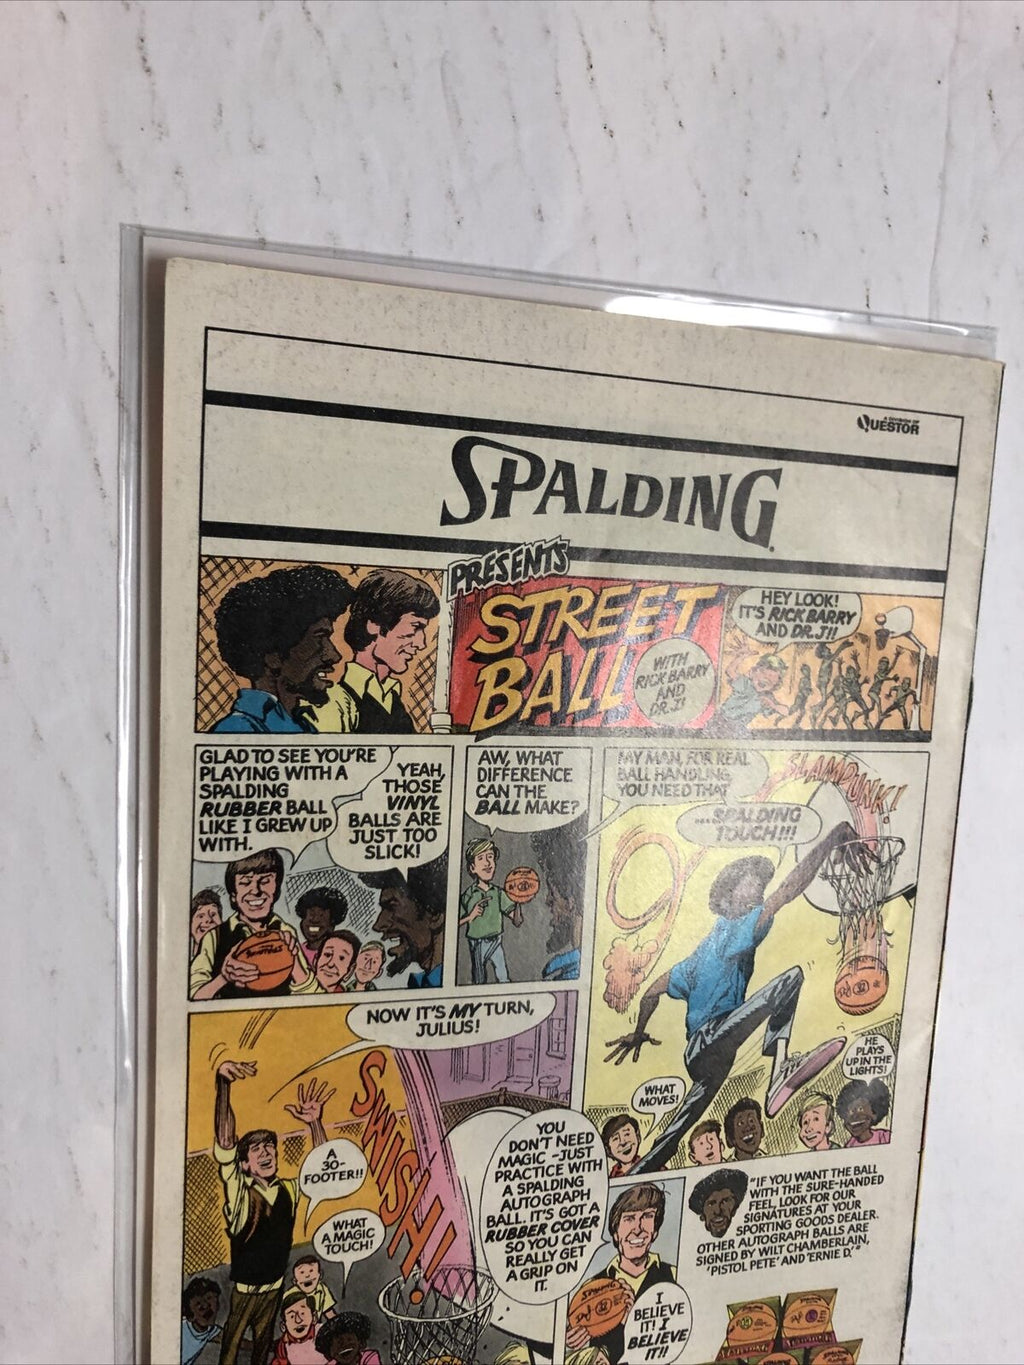 A DIVISION OF
QUESTOR
SPALDING
PRESENTS
STREET
BALL
WITH
RICK BARRY
AND
DR. J!
HEY LOOK!
IT'S RICK BARRY
AND DR. J!!
GLAD TO SEE YOU'RE
PLAYING WITH A
SPALDING
RUBBER BALL
LIKE I GREW UP
WITH.
YEAH,
THOSE
VINYL
BALLS ARE
JUST TOO
SLICK!
AW, WHAT
DIFFERENCE
CAN THE
BALL MAKE?
MY MAN, FOR REAL
BALL HANDLING,
YOU NEED THAT
...SPALDING
TOUCH!!!
SLAMDUNK!
WHAT
MOVES!
HE
PLAYS
UP IN THE
LIGHTS!
NOW IT'S MY TURN,
JULIUS!
A
30-
FOOTER!!
WHAT
A MAGIC
TOUCH!
SWISH!
YOU
DON'T NEED
MAGIC-JUST
PRACTICE WITH
A SPALDING
AUTOGRAPH
BALL. IT'S GOT A
RUBBER COVER
SO YOU CAN
REALLY GET
A GRIP ON
IT.
I
BELIEVE
IT! I
BELIEVE
IT!!
"IF YOU WANT THE BALL
WITH THE SURE-HANDED
FEEL, LOOK FOR OUR
SIGNATURES AT YOUR
SPORTING GOODS DEALER.
OTHER AUTOGRAPH BALLS ARE
SIGNED BY WILT CHAMBERLAIN,
'PISTOL PETE' AND 'ERNIE D.'"